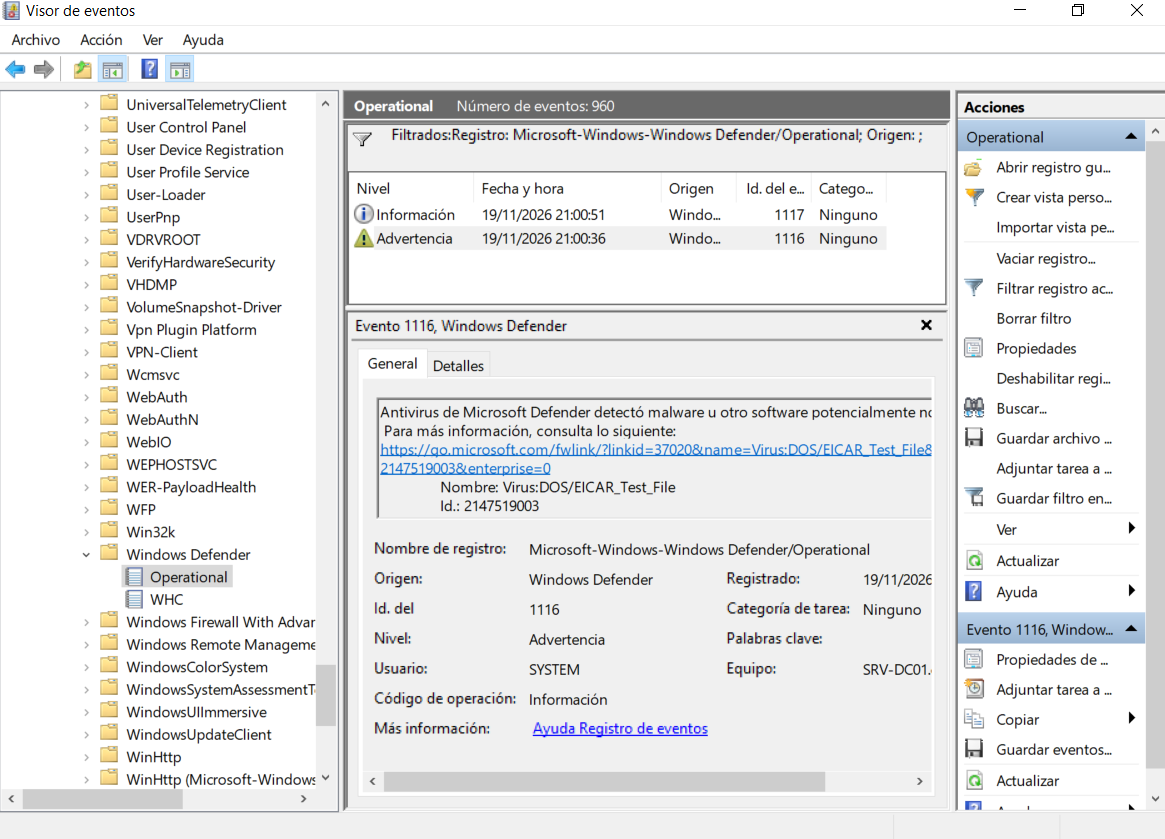 Visor de eventos
Archivo Acción Ver Ayuda
UniversalTelemetryClient
User Control Panel
User Device Registration
User Profile Service
User-Loader
UserPnp
VDRVROOT
VerifyHardwareSecurity
VHDMP
VolumeSnapshot-Driver
Vpn Plugin Platform
VPN-Client
Wcmsvc
WebAuth
WebAuthN
WebIO
WEPHOSTSVC
WER-PayloadHealth
WFP
Win32k
Windows Defender
Operational
WHC
Windows Firewall With Advar
Windows Remote Manageme
WindowsColorSystem
WindowsSystemAssessmentT
WindowsUIImmersive
WindowsUpdateClient
WinHttp
WinHttp (Microsoft-Windows
Operational Número de eventos: 960
Filtrados:Registro: Microsoft-Windows-Windows Defender/Operational; Origen: ;
Nivel Fecha y hora Origen Id. del e... Catego...
Información 19/11/2026 21:00:51 Windo... 1117 Ninguno
Advertencia 19/11/2026 21:00:36 Windo... 1116 Ninguno
Evento 1116, Windows Defender
General Detalles
Antivirus de Microsoft Defender detectó malware u otro software potencialmente no
Para más información, consulta lo siguiente:
https://go.microsoft.com/fwlink/?linkid=37020&name=Virus:DOS/EICAR_Test_File&
2147519003&enterprise=0
Nombre: Virus:DOS/EICAR_Test_File
Id.: 2147519003
Nombre de registro: Microsoft-Windows-Windows Defender/Operational
Origen: Windows Defender Registrado: 19/11/2026
Id. del 1116 Categoría de tarea: Ninguno
Nivel: Advertencia Palabras clave:
Usuario: SYSTEM Equipo: SRV-DC01.
Código de operación: Información
Más información: Ayuda Registro de eventos
Acciones
Operational
Abrir registro gu...
Crear vista perso...
Importar vista pe...
Vaciar registro...
Filtrar registro ac...
Borrar filtro
Propiedades
Deshabilitar regi...
Buscar...
Guardar archivo ...
Adjuntar tarea a ...
Guardar filtro en...
Ver
Actualizar
Ayuda
Evento 1116, Window...
Propiedades de ...
Adjuntar tarea a ...
Copiar
Guardar eventos...
Actualizar